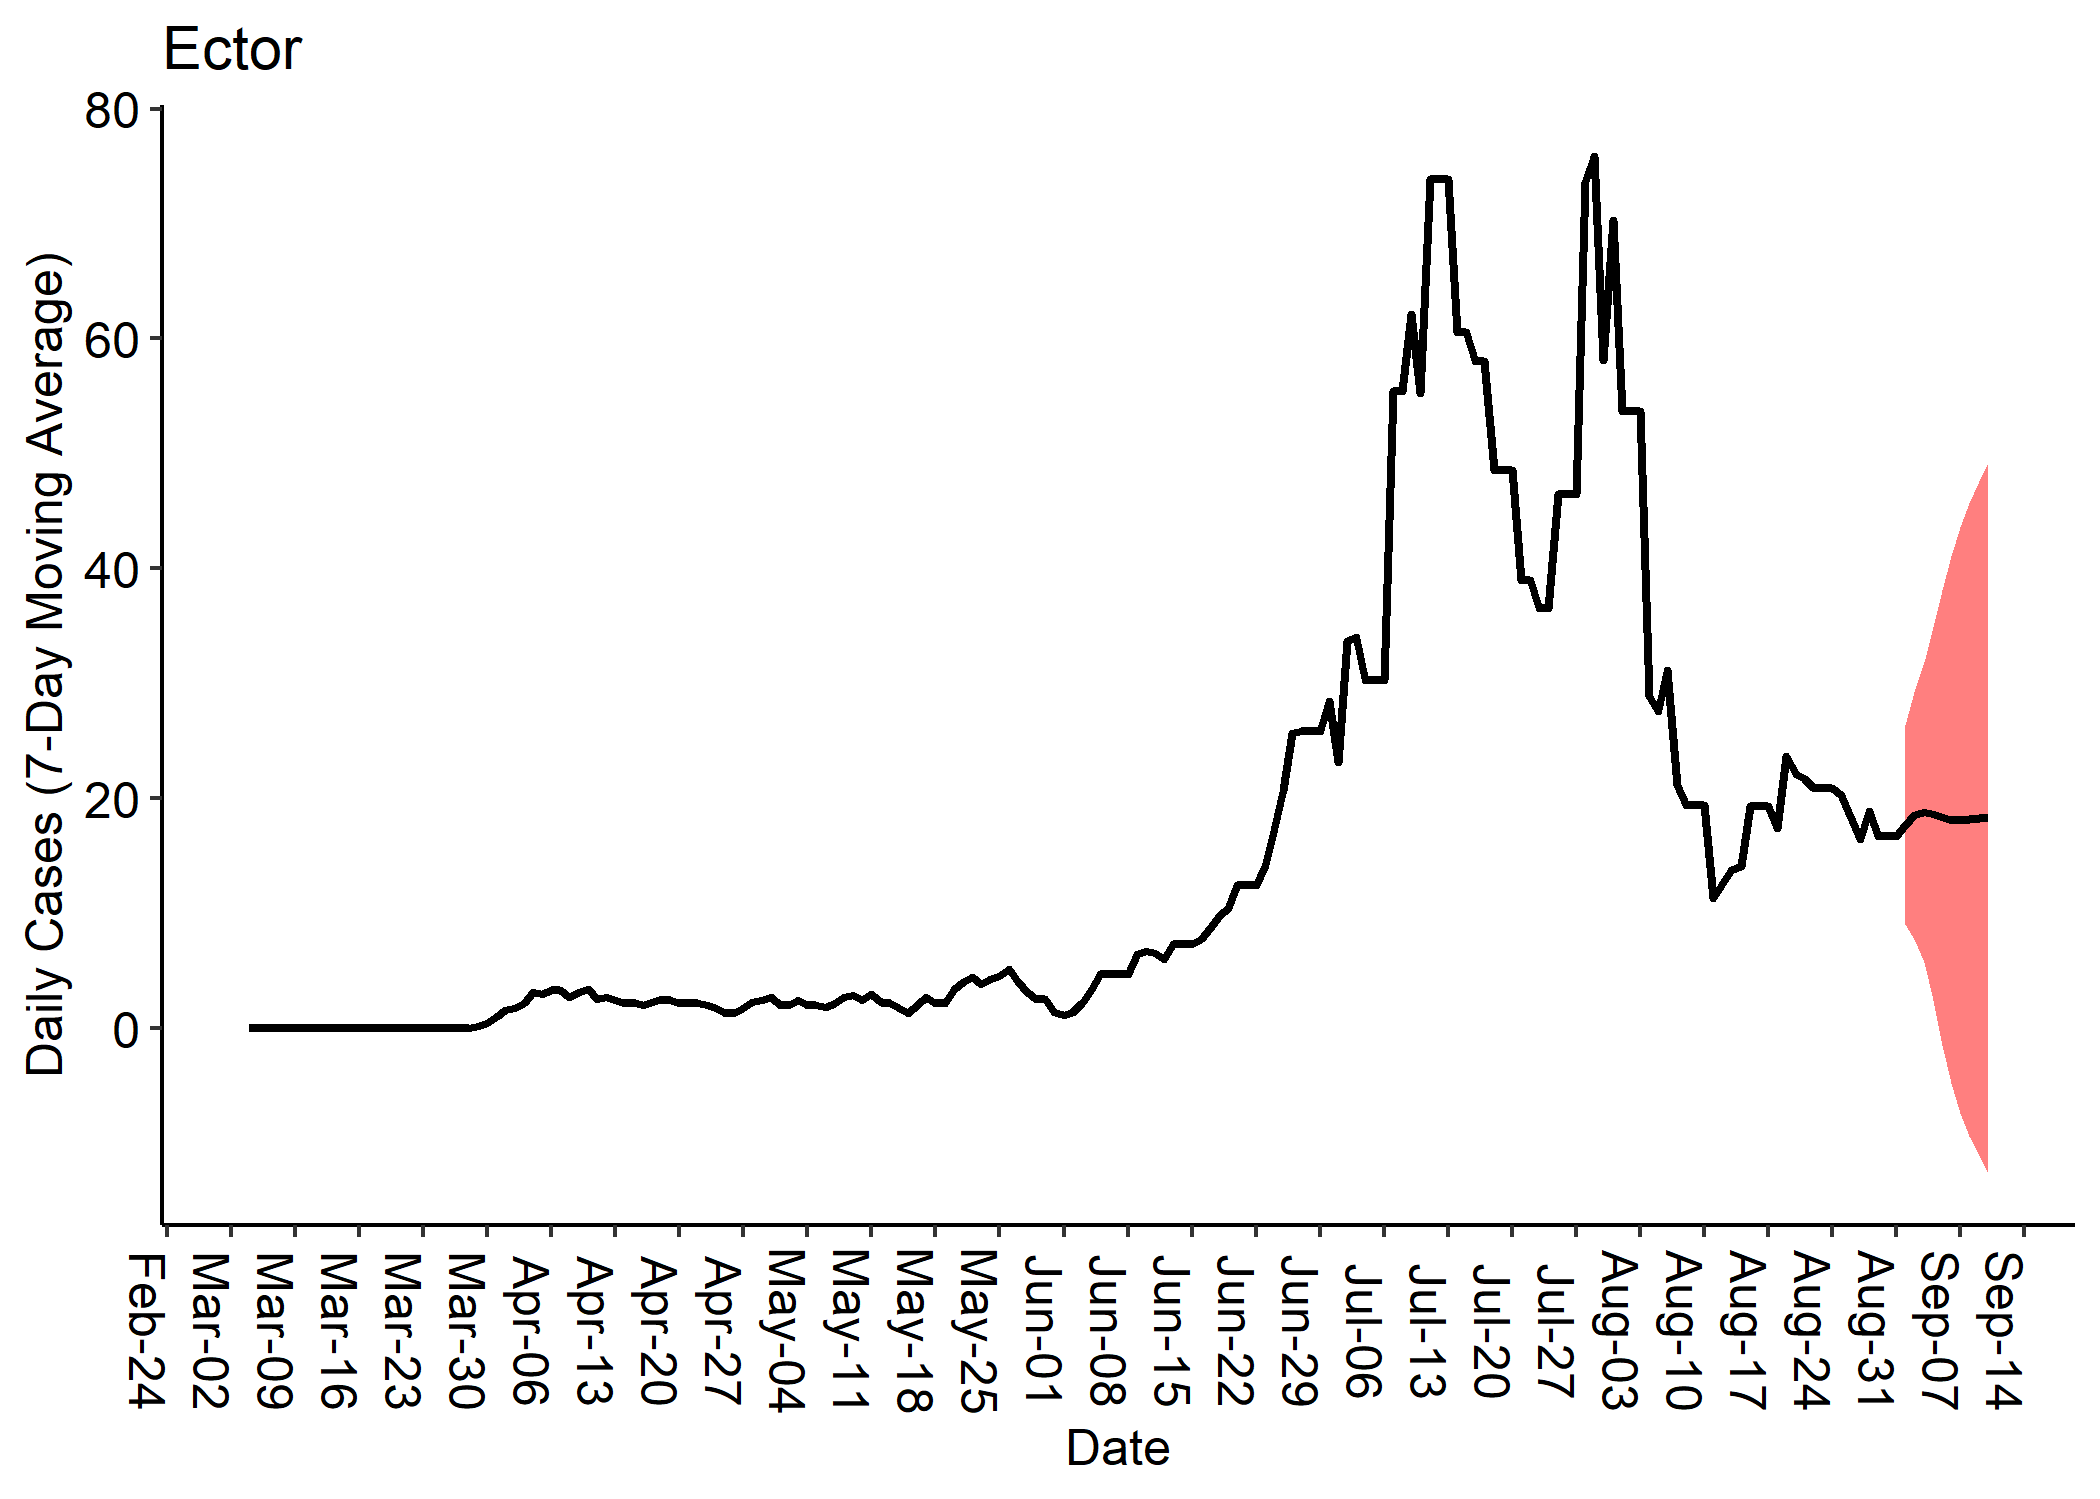 Ector
80
60
40
20
0
Daily Cases (7-Day Moving Average)
Feb-24
Mar-02
Mar-09
Mar-16
Mar-23
Mar-30
Apr-06
Apr-13
Apr-20
Apr-27
May-04
May-11
May-18
May-25
Jun-01
Jun-08
Jun-15
Jun-22
Jun-29
Jul-06
Jul-13
Jul-20
Jul-27
Aug-03
Aug-10
Aug-17
Aug-24
Aug-31
Sep-07
Sep-14
Date